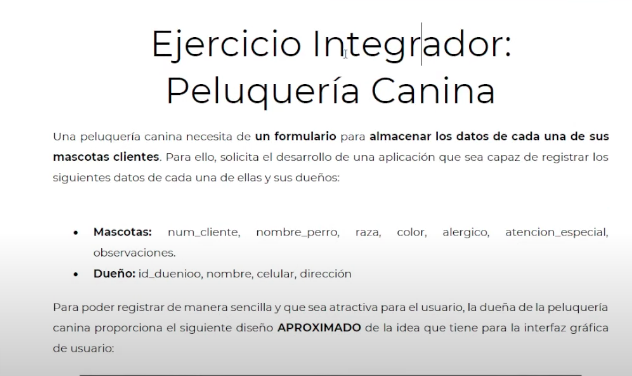 Ejercicio Integrador:
Peluquería Canina
Una peluquería canina necesita de un formulario para almacenar los datos de cada una de sus
mascotas clientes. Para ello, solicita el desarrollo de una aplicación que sea capaz de registrar los
siguientes datos de cada una de ellas y sus dueños:
• Mascotas: num_cliente, nombre_perro, raza, color, alergico, atencion_especial,
observaciones.
• Dueño: id_duenioo, nombre, celular, dirección
Para poder registrar de manera sencilla y que sea atractiva para el usuario, la dueña de la peluquería
canina proporciona el siguiente diseño APROXIMADO de la idea que tiene para la interfaz gráfica
de usuario: